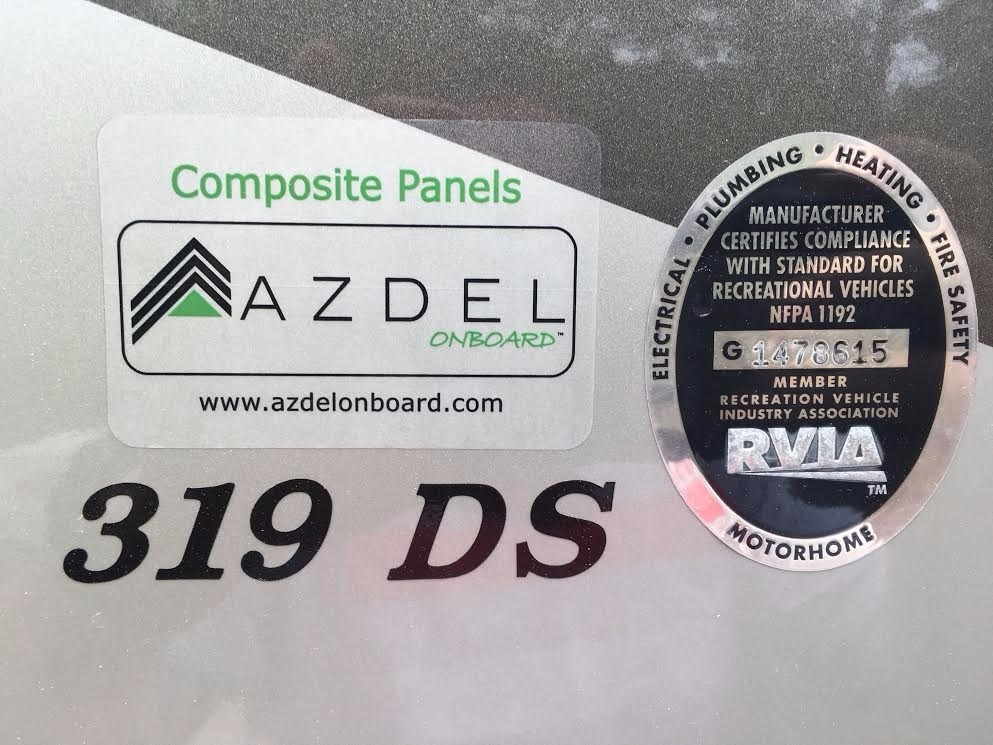 Composite Panels
AZDEL
ONBOARD™
www.azdelonboard.com
319 DS
ELECTRICAL • PLUMBING • HEATING • FIRE SAFETY
MANUFACTURER
CERTIFIES COMPLIANCE
WITH STANDARD FOR
RECREATIONAL VEHICLES
NFPA 1192
G 1478615
MEMBER
RECREATION VEHICLE
INDUSTRY ASSOCIATION
RVIA
TM
MOTORHOME